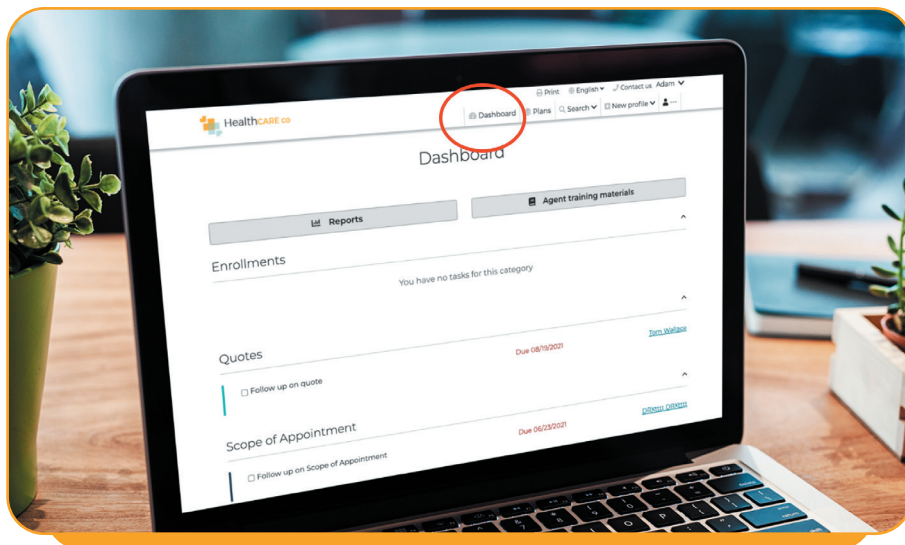 Print English Contact us Adam
HealthCARE co
Dashboard Plans Search New profile
Dashboard
Reports
Agent training materials
Enrollments
You have no tasks for this category
Quotes
Due 08/19/2021
Tom Wallace
Follow up on quote
Scope of Appointment
Due 06/23/2021
Follow up on Scope of Appointment